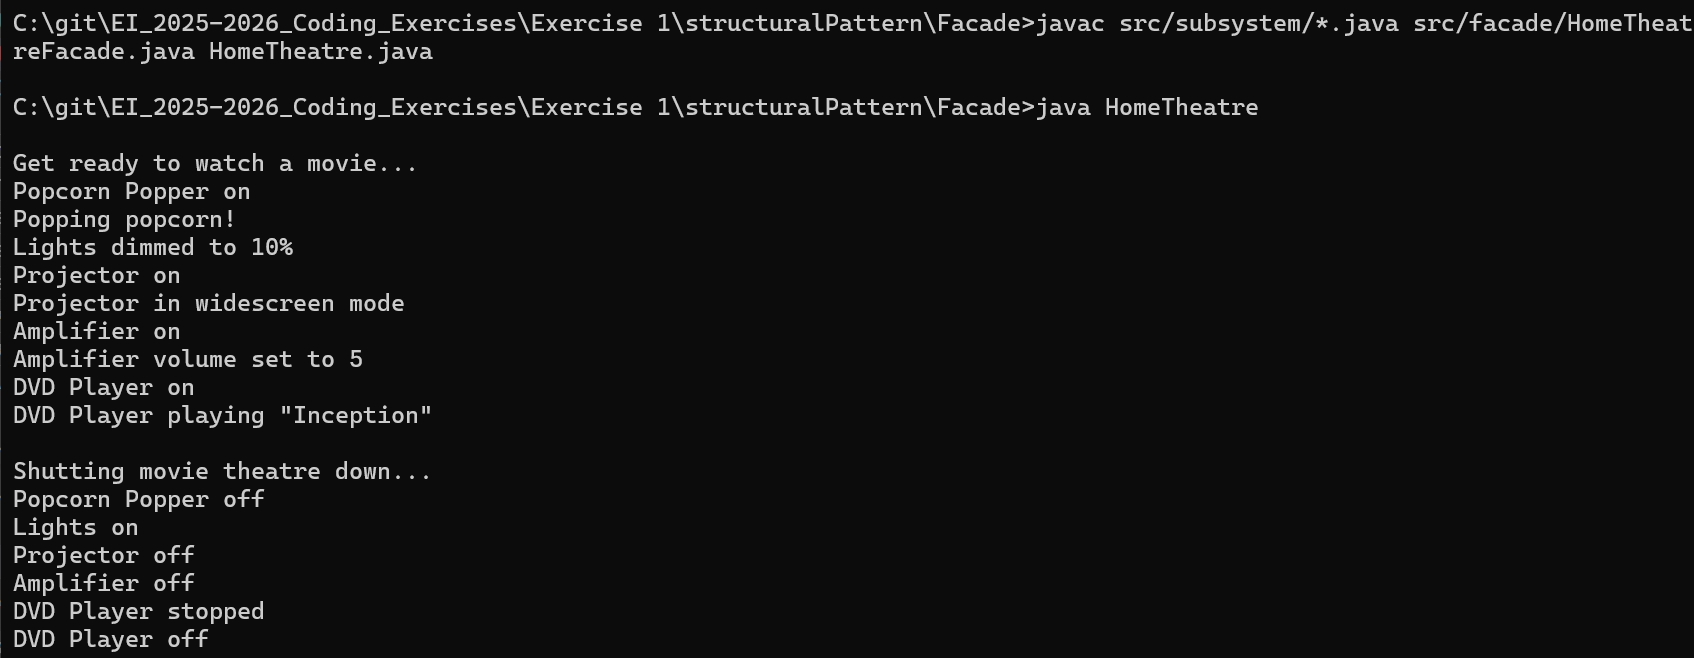 C:\git\EI_2025-2026_Coding_Exercises\Exercise 1\structuralPattern\Facade>javac src/subsystem/*.java src/facade/HomeTheat
reFacade.java HomeTheatre.java
C:\git\EI_2025-2026_Coding_Exercises\Exercise 1\structuralPattern\Facade>java HomeTheatre
Get ready to watch a movie...
Popcorn Popper on
Popping popcorn!
Lights dimmed to 10%
Projector on
Projector in widescreen mode
Amplifier on
Amplifier volume set to 5
DVD Player on
DVD Player playing "Inception"
Shutting movie theatre down...
Popcorn Popper off
Lights on
Projector off
Amplifier off
DVD Player stopped
DVD Player off